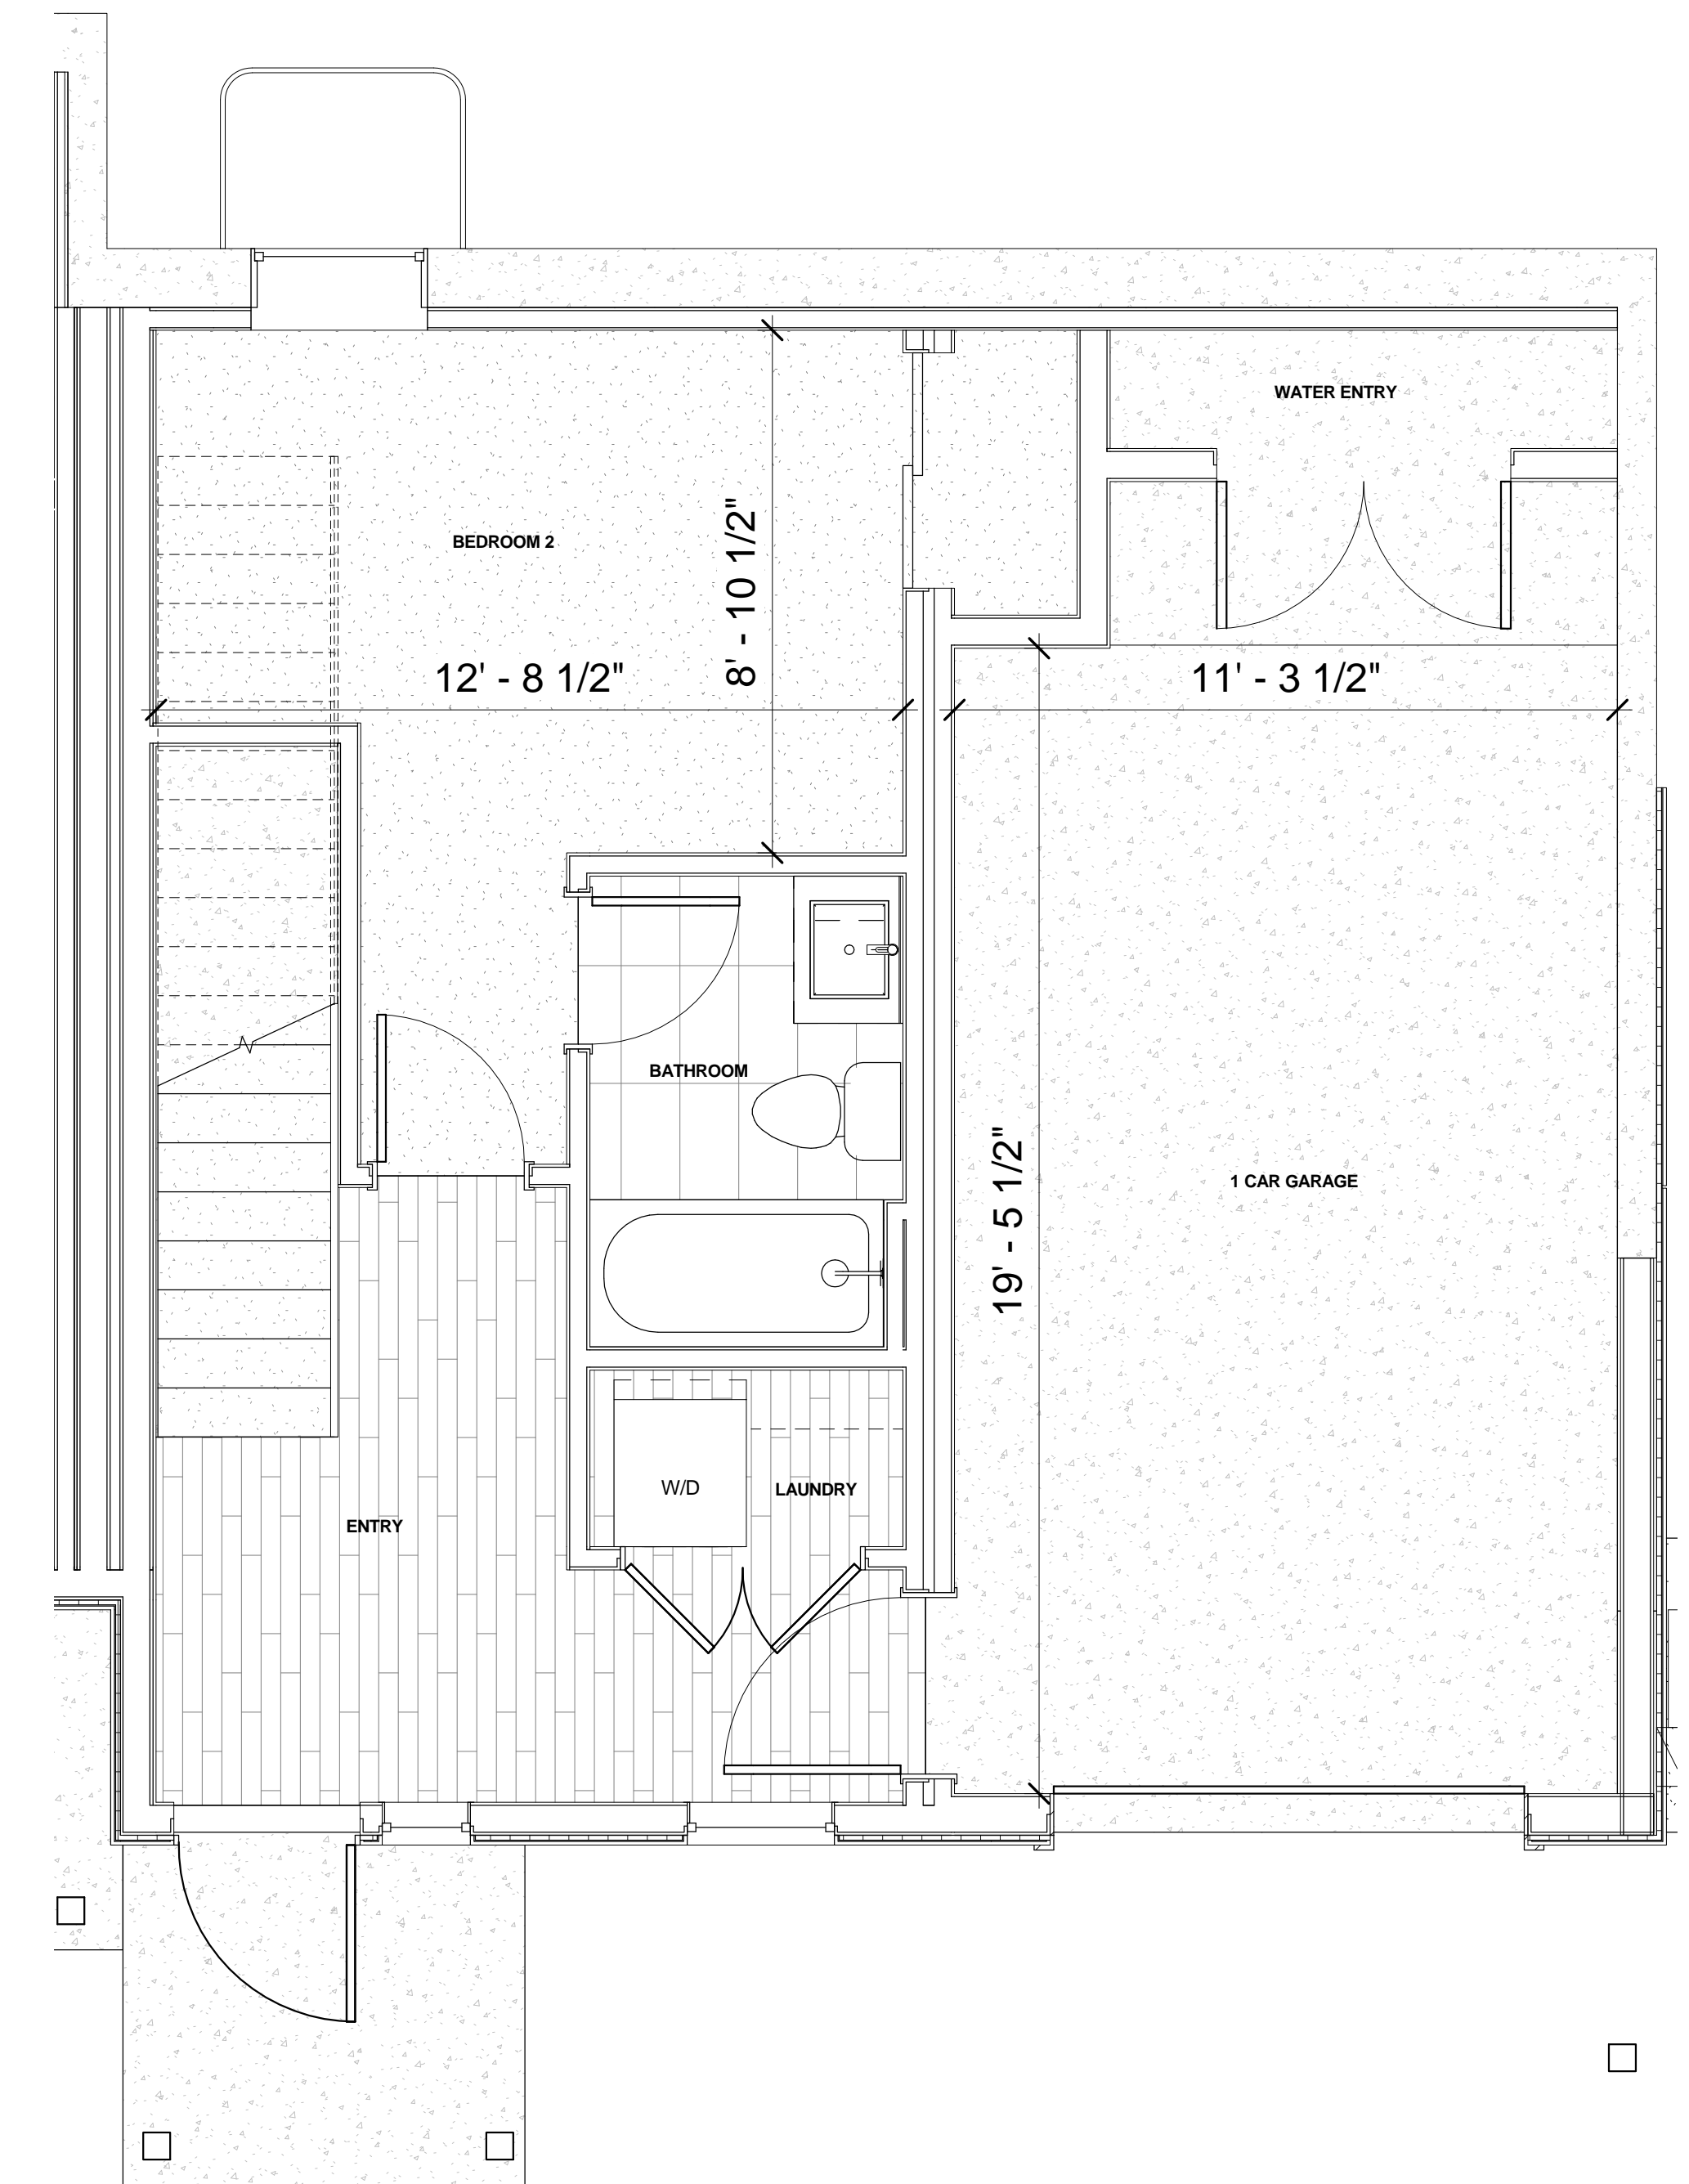 WATER ENTRY
BEDROOM 2
8' - 10 1/2"
12' - 8 1/2"
11' - 3 1/2"
BATHROOM
19' - 5 1/2"
1 CAR GARAGE
W/D
LAUNDRY
ENTRY